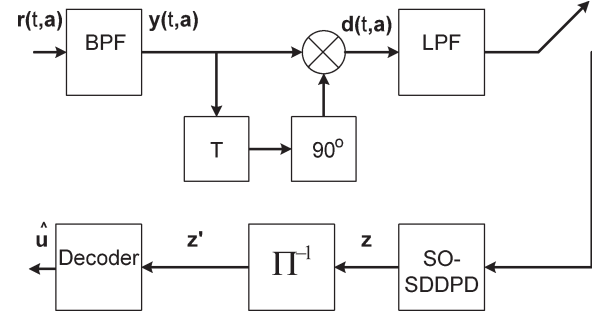 r(t,a)
BPF
y(t,a)
d(t,a)
LPF
T
90°
û
Decoder
z'
Π⁻¹
z
SO-
SDDPD